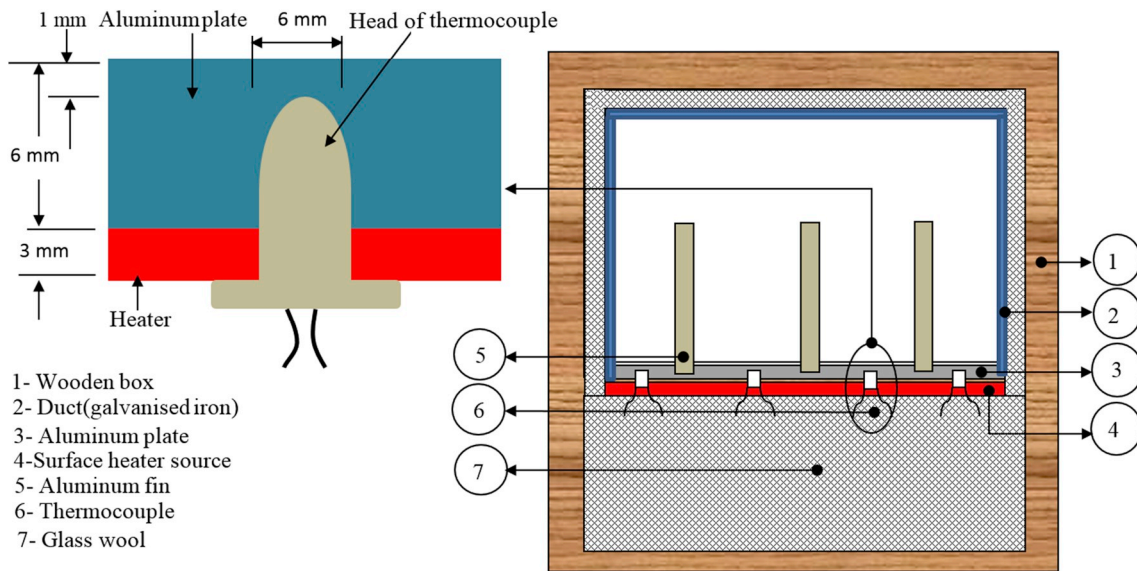 1 mm
Aluminum plate
6 mm
Head of thermocouple
6 mm
3 mm
Heater
1- Wooden box
2- Duct(galvanised iron)
3- Aluminum plate
4-Surface heater source
5- Aluminum fin
6- Thermocouple
7- Glass wool
5
6
7
1
2
3
4